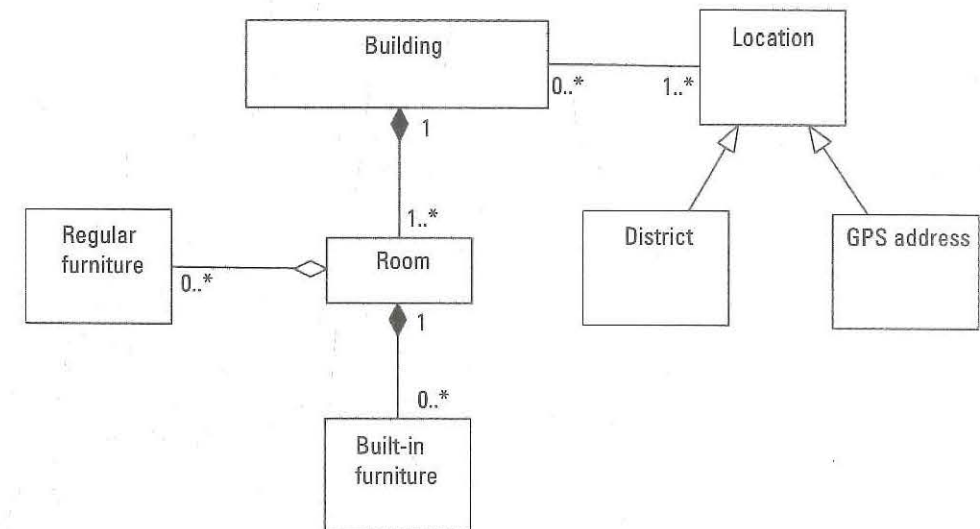 Building
Location
0..*
1..*
1
1..*
Regular
furniture
0..*
Room
District
GPS address
1
0..*
Built-in
furniture